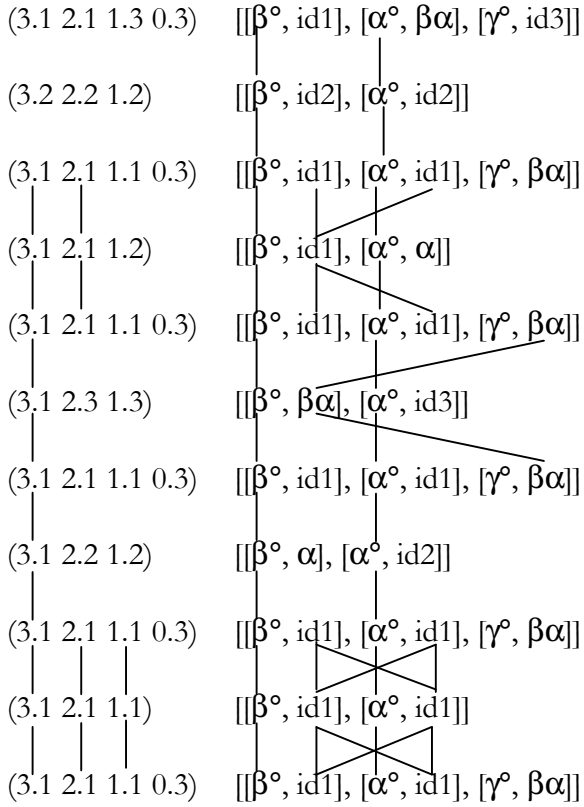 (3.1 2.1 1.3 0.3) [[β°, id1], [α°, βα], [γ°, id3]]
(3.2 2.2 1.2) [[β°, id2], [α°, id2]]
(3.1 2.1 1.1 0.3) [[β°, id1], [α°, id1], [γ°, βα]]
(3.1 2.1 1.2) [[β°, id1], [α°, α]]
(3.1 2.1 1.1 0.3) [[β°, id1], [α°, id1], [γ°, βα]]
(3.1 2.3 1.3) [[β°, βα], [α°, id3]]
(3.1 2.1 1.1 0.3) [[β°, id1], [α°, id1], [γ°, βα]]
(3.1 2.2 1.2) [[β°, α], [α°, id2]]
(3.1 2.1 1.1 0.3) [[β°, id1], [α°, id1], [γ°, βα]]
(3.1 2.1 1.1) [[β°, id1], [α°, id1]]
(3.1 2.1 1.1 0.3) [[β°, id1], [α°, id1], [γ°, βα]]